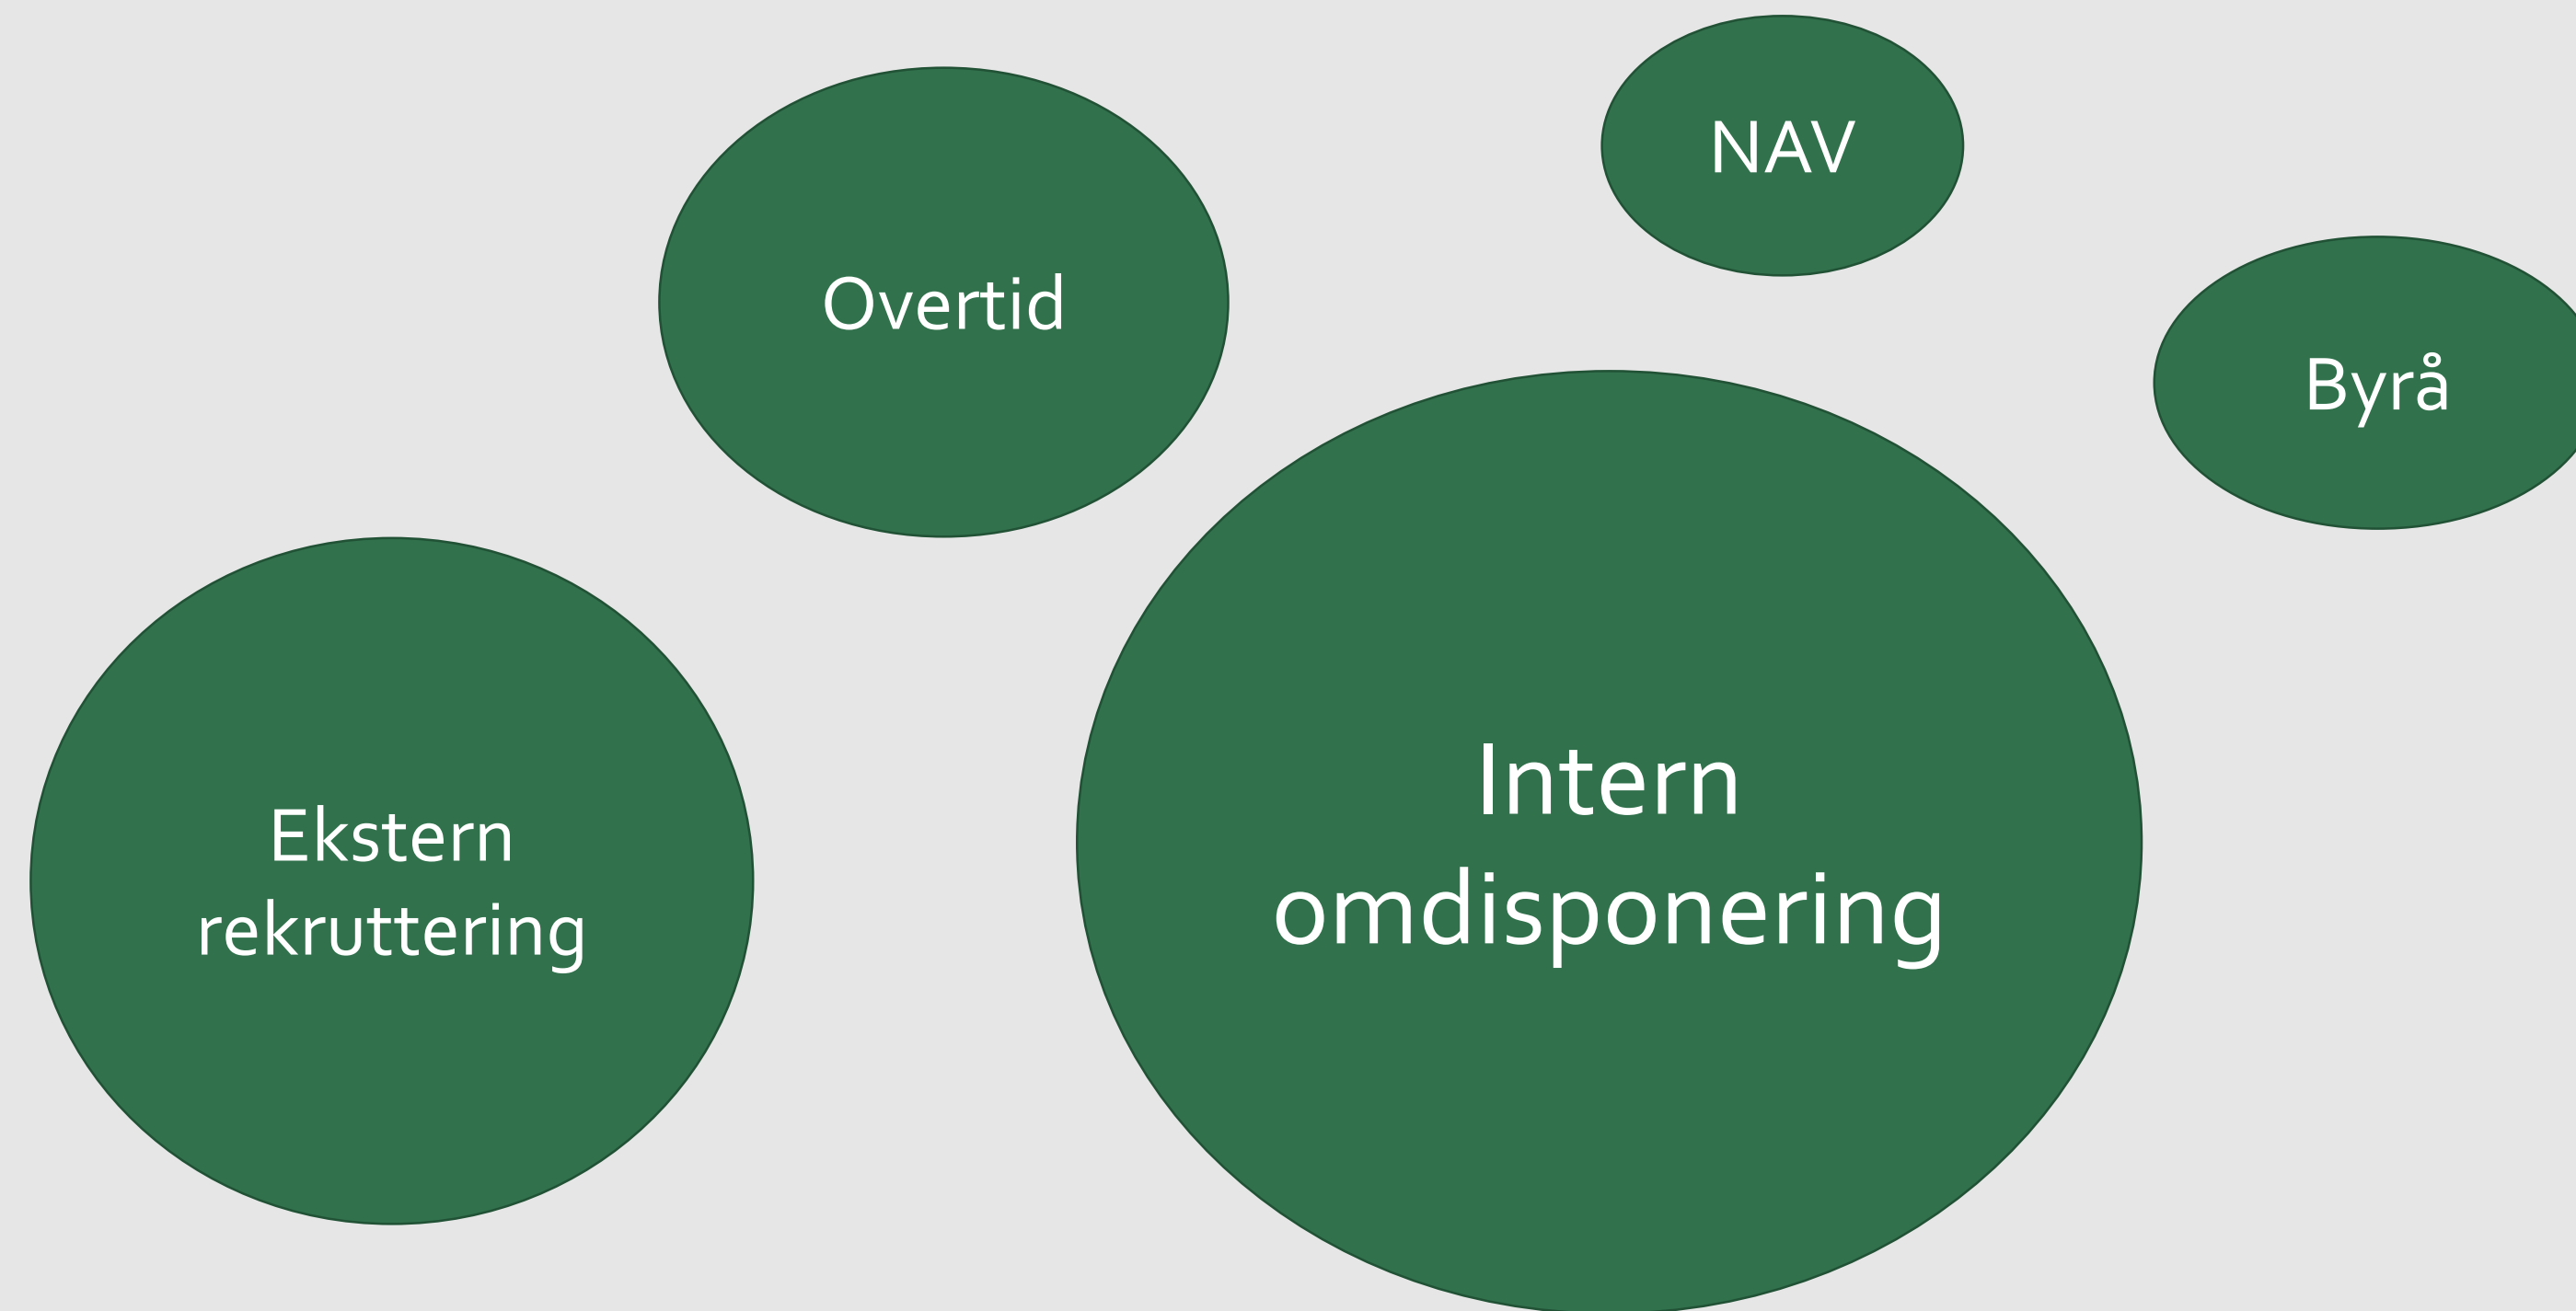 NAV
Overtid
Byrå
Intern
omdisponering
Ekstern
rekruttering